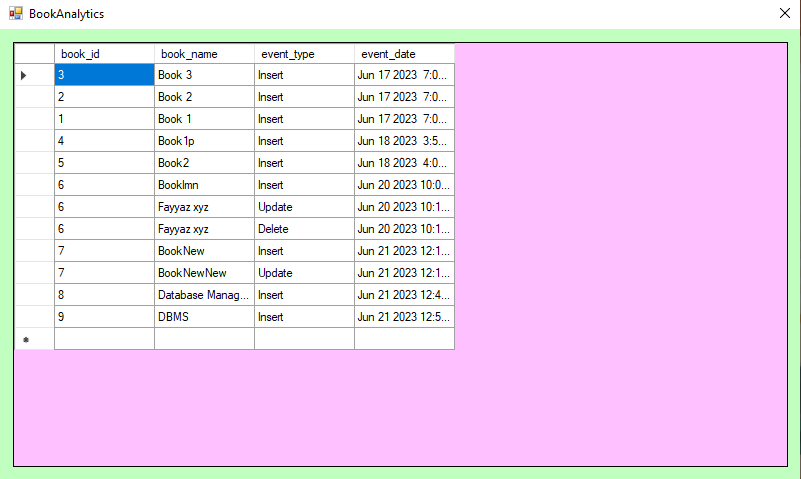 BookAnalytics
book_id book_name event_type event_date
3 Book 3 Insert Jun 17 2023 7:0...
2 Book 2 Insert Jun 17 2023 7:0...
1 Book 1 Insert Jun 17 2023 7:0...
4 Book1p Insert Jun 18 2023 3:5...
5 Book2 Insert Jun 18 2023 4:0...
6 Booklmn Insert Jun 20 2023 10:0...
6 Fayyaz xyz Update Jun 20 2023 10:1...
6 Fayyaz xyz Delete Jun 20 2023 10:1...
7 BookNew Insert Jun 21 2023 12:1...
7 BookNewNew Update Jun 21 2023 12:1...
8 Database Manag... Insert Jun 21 2023 12:4...
9 DBMS Insert Jun 21 2023 12:5...